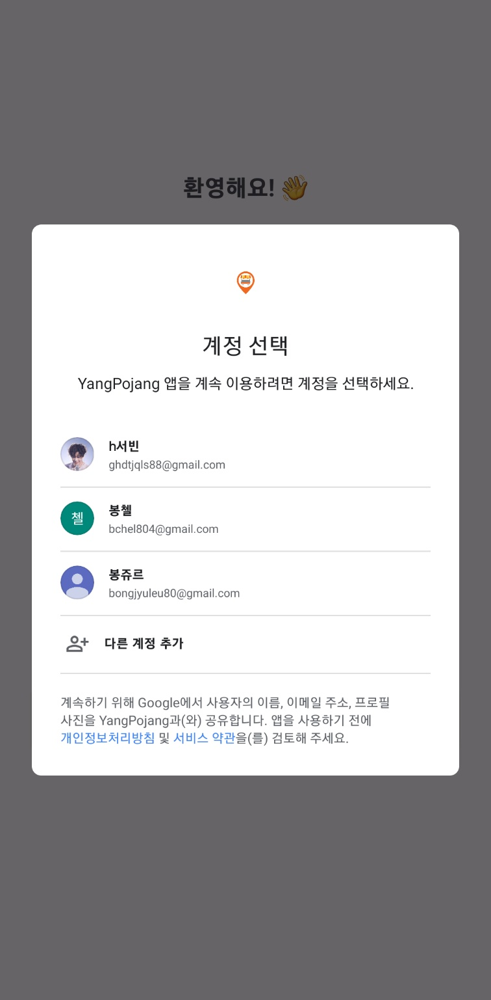 환영해요! 👋
계정 선택
YangPojang 앱을 계속 이용하려면 계정을 선택하세요.
h서빈
ghdtjqls88@gmail.com
첼
봉첼
bchel804@gmail.com
봉쥬르
bongjyuleu80@gmail.com
다른 계정 추가
계속하기 위해 Google에서 사용자의 이름, 이메일 주소, 프로필
사진을 YangPojang과(와) 공유합니다. 앱을 사용하기 전에
개인정보처리방침 및 서비스 약관을(를) 검토해 주세요.